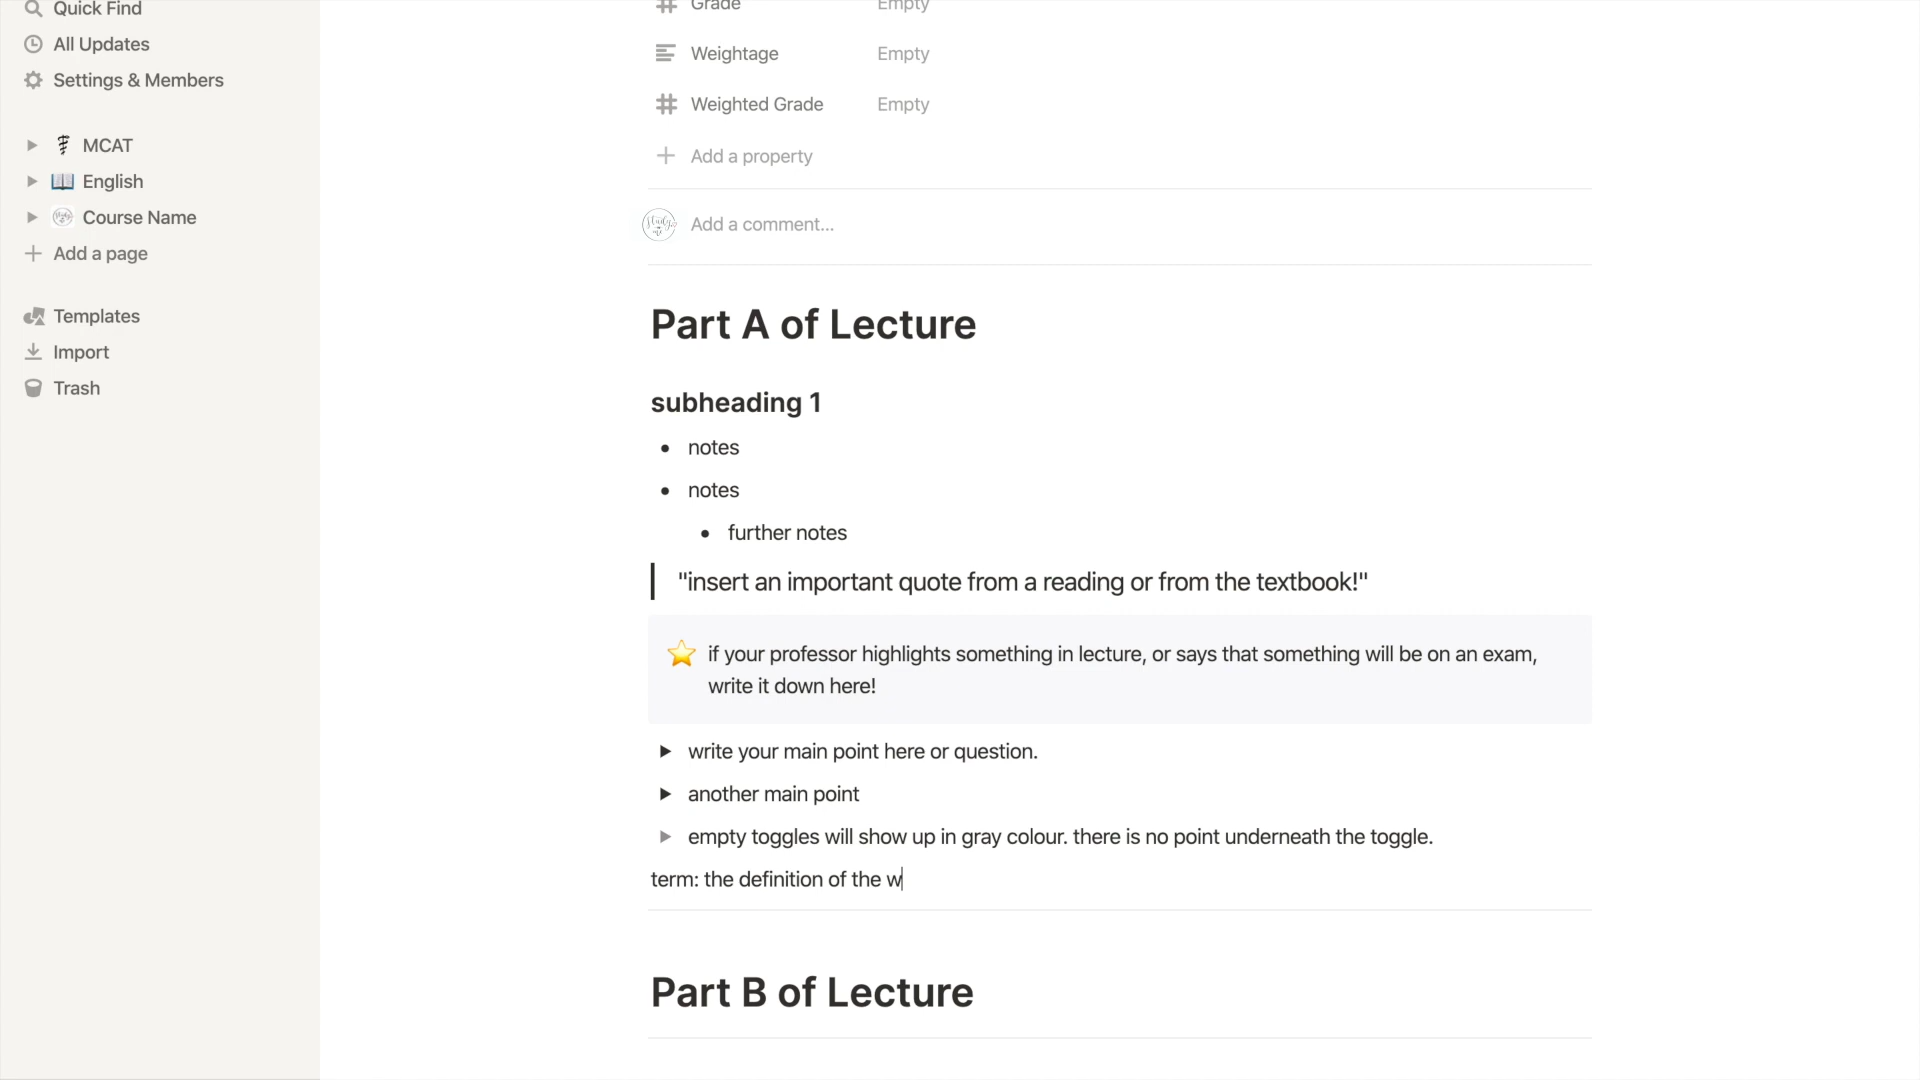 Quick Find
All Updates
Settings & Members
MCAT
English
Course Name
Add a page
Templates
Import
Trash
Grade Empty
Weightage Empty
Weighted Grade Empty
Add a property
Add a comment...
Part A of Lecture
subheading 1
notes
notes
further notes
"insert an important quote from a reading or from the textbook!"
if your professor highlights something in lecture, or says that something will be on an exam,
write it down here!
write your main point here or question.
another main point
empty toggles will show up in gray colour. there is no point underneath the toggle.
term: the definition of the w
Part B of Lecture